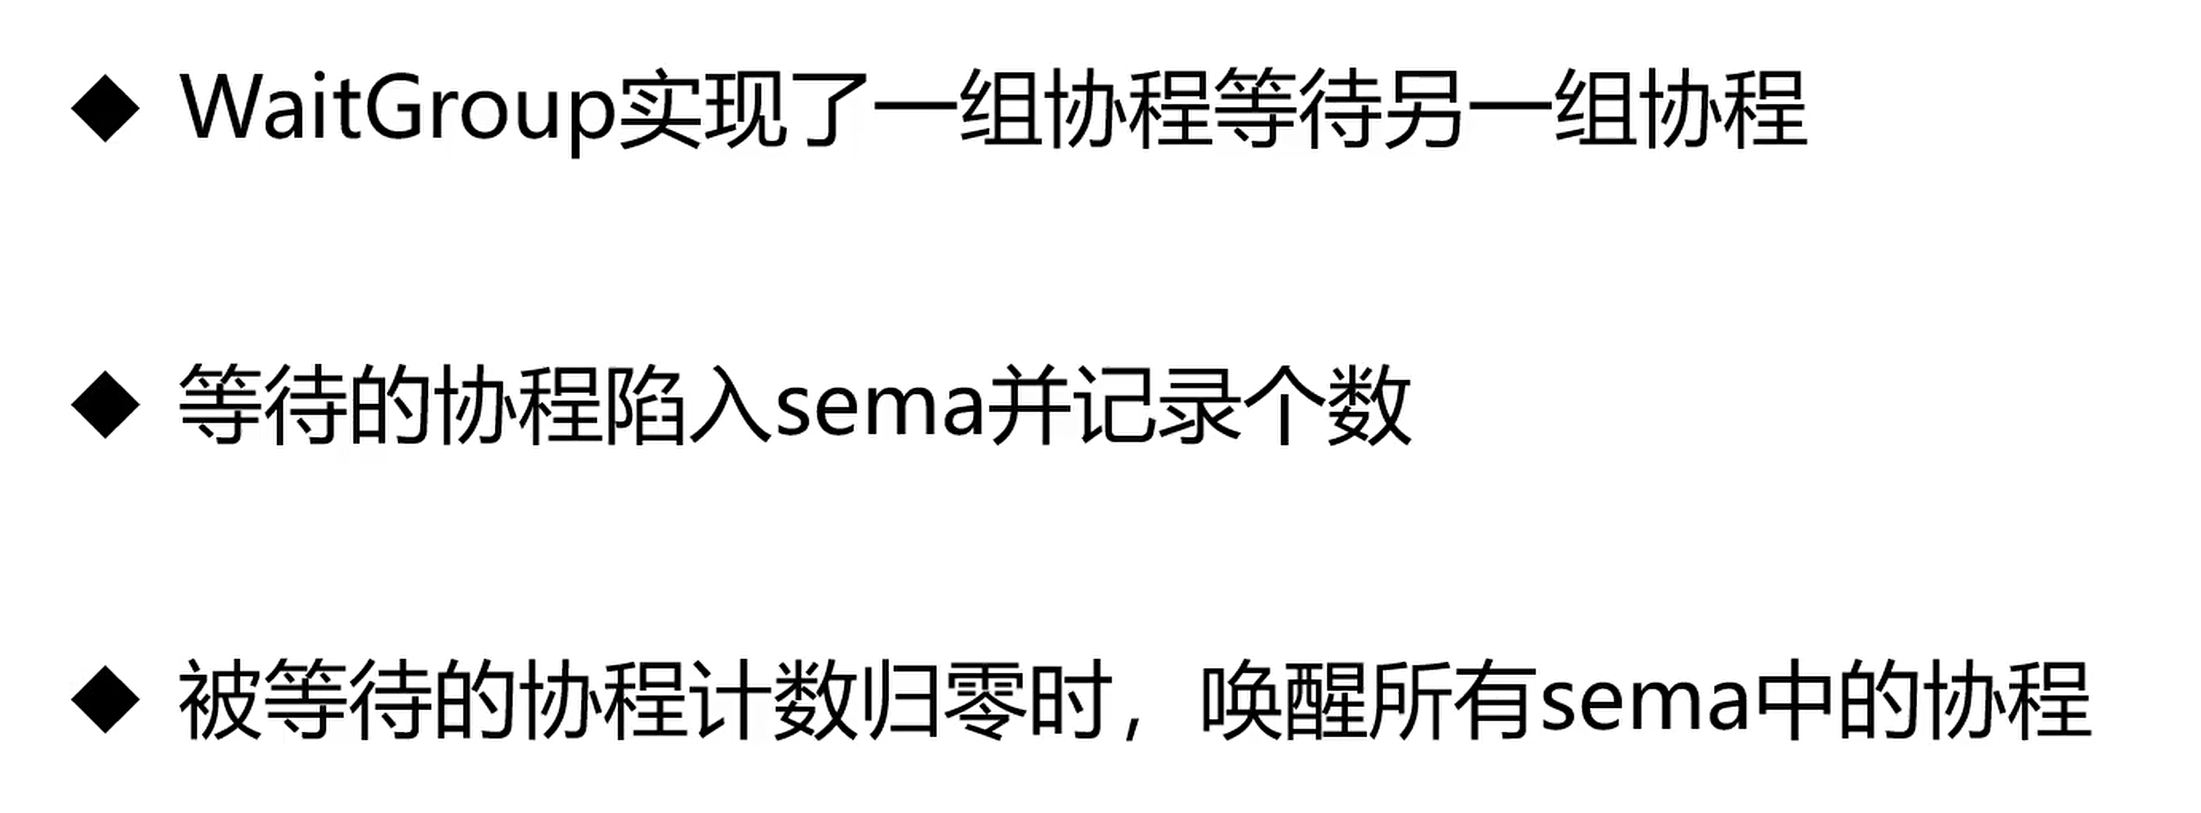 ◆ WaitGroup实现了一组协程等待另一组协程
◆ 等待的协程陷入sema并记录个数
◆ 被等待的协程计数归零时，唤醒所有sema中的协程